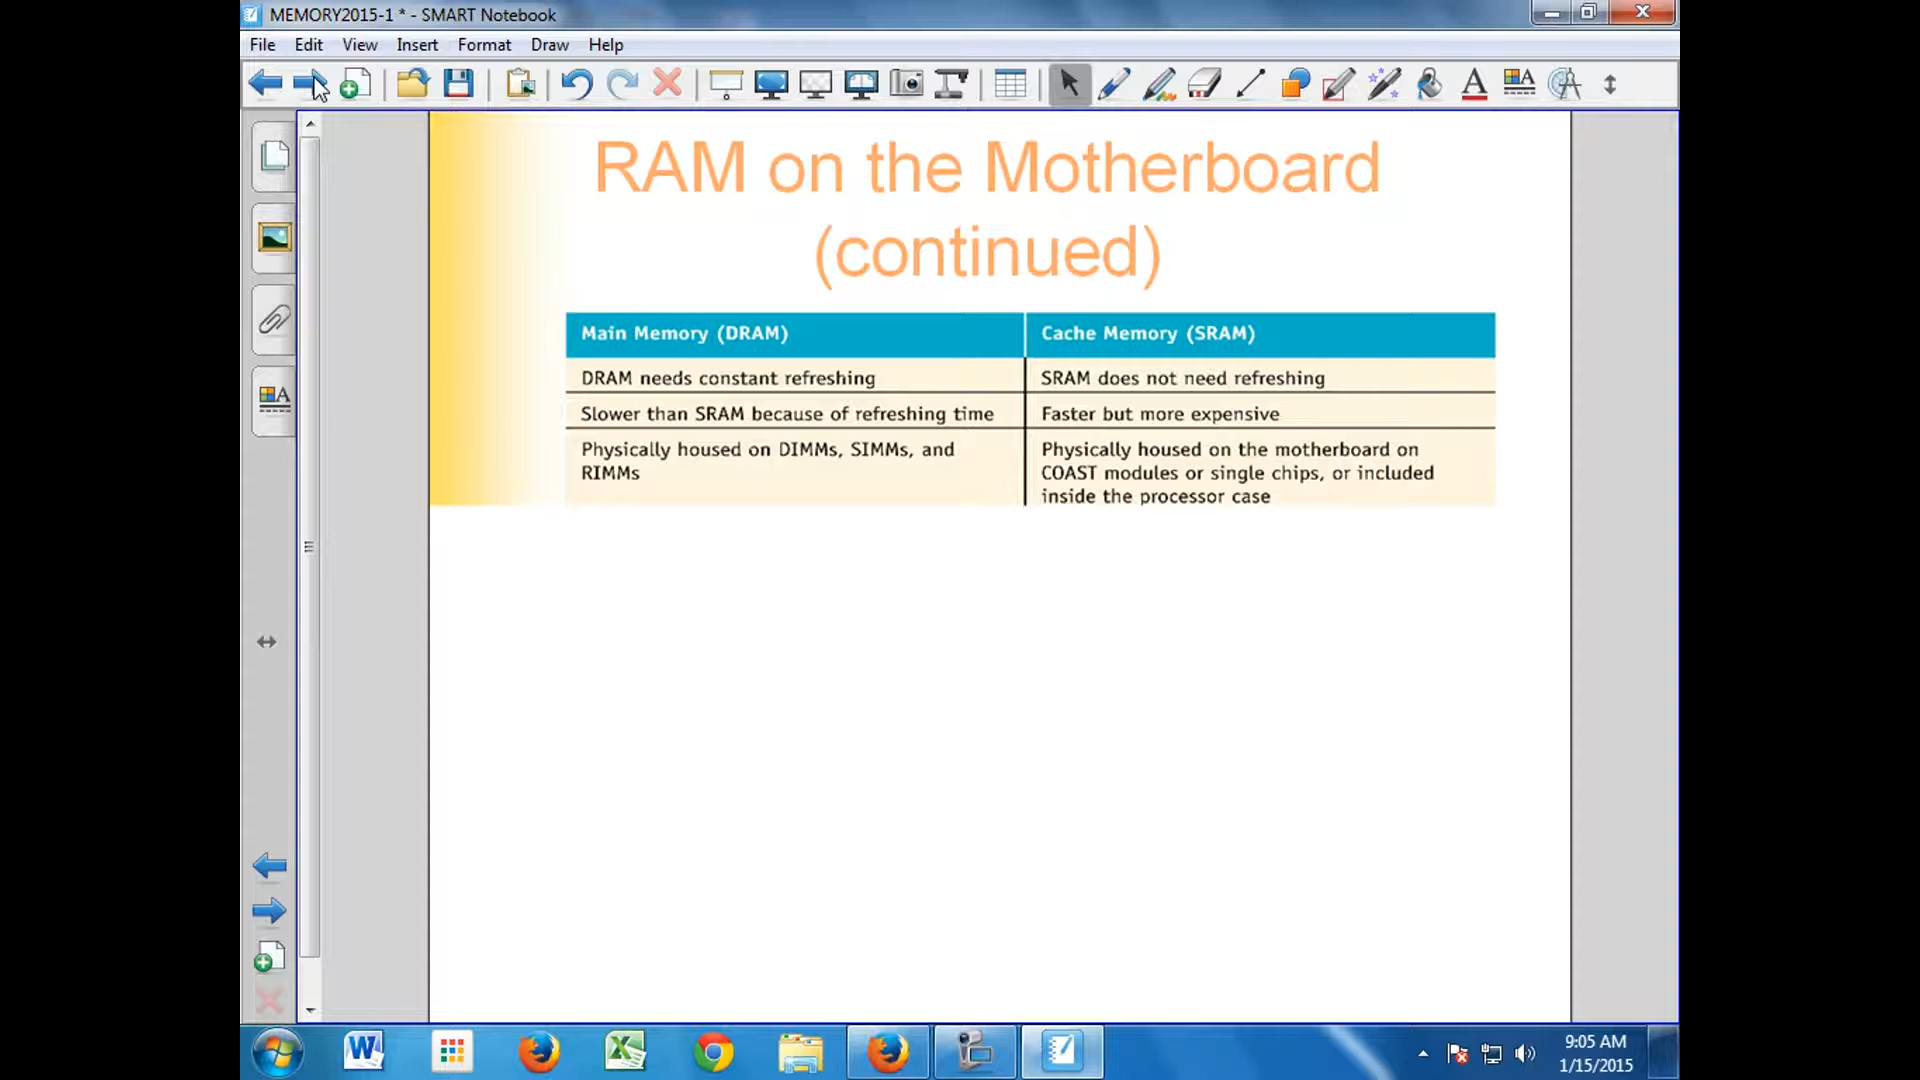 MEMORY2015-1 * - SMART Notebook
File Edit View Insert Format Draw Help
RAM on the Motherboard
(continued)
Main Memory (DRAM) Cache Memory (SRAM)
DRAM needs constant refreshing SRAM does not need refreshing
Slower than SRAM because of refreshing time Faster but more expensive
Physically housed on DIMMs, SIMMs, and
RIMMs
Physically housed on the motherboard on
COAST modules or single chips, or included
inside the processor case
9:05 AM
1/15/2015